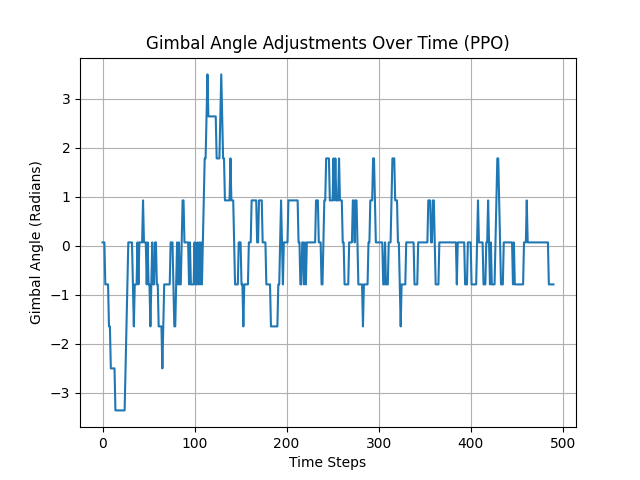 Gimbal Angle Adjustments Over Time (PPO)
Gimbal Angle (Radians)
3
2
1
0
−1
−2
−3
0 100 200 300 400 500
Time Steps